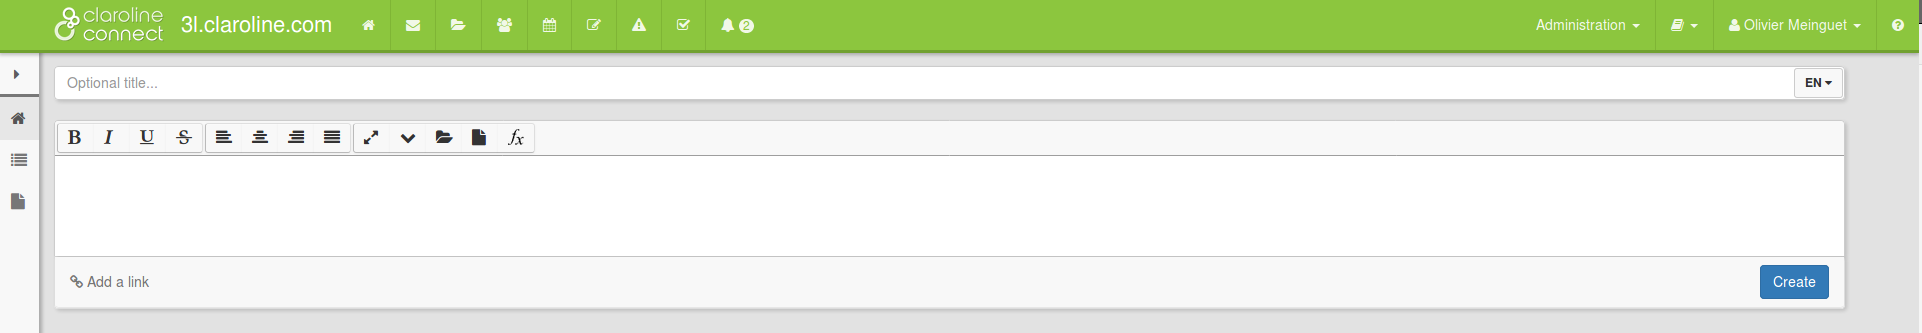 claroline
connect
3l.claroline.com
2
Administration
Olivier Meinguet
Optional title...
EN
B I U S fx
Add a link
Create